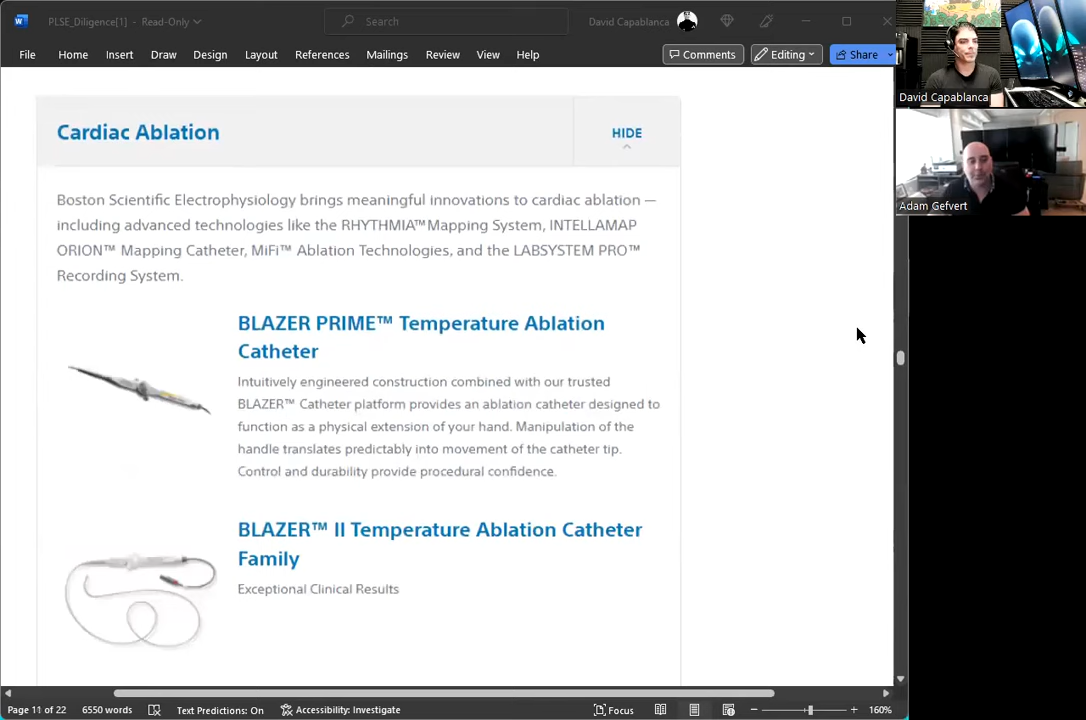 PLSE_Diligence[1] - Read-Only
Search
David Capablanca
File Home Insert Draw Design Layout References Mailings Review View Help
Comments Editing Share
Cardiac Ablation
HIDE
Boston Scientific Electrophysiology brings meaningful innovations to cardiac ablation —
including advanced technologies like the RHYTHMIA™ Mapping System, INTELLAMAP
ORION™ Mapping Catheter, MiFi™ Ablation Technologies, and the LABSYSTEM PRO™
Recording System.
BLAZER PRIME™ Temperature Ablation
Catheter
Intuitively engineered construction combined with our trusted
BLAZER™ Catheter platform provides an ablation catheter designed to
function as a physical extension of your hand. Manipulation of the
handle translates predictably into movement of the catheter tip.
Control and durability provide procedural confidence.
BLAZER™ II Temperature Ablation Catheter
Family
Exceptional Clinical Results
Page 11 of 22 6550 words Text Predictions: On Accessibility: Investigate Focus 160%
David Capablanca
Adam Gefvert